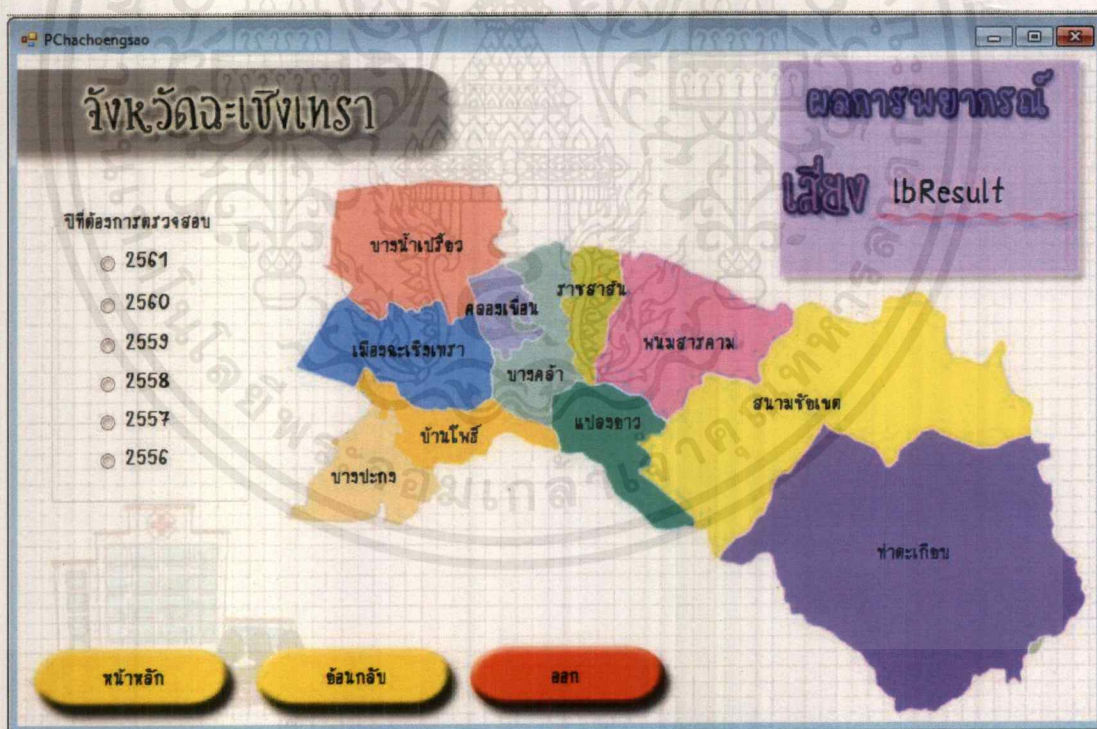 PChachoengsao
จังหวัดฉะเชิงเทรา
ผลการพยากรณ์
เสี่ยง lbResult
ปีที่ต้องการตรวจสอบ
2561
2560
2559
2558
2557
2556
บางน้ำเปรี้ยว
คลองเขื่อน
ราชสาส์น
เมืองฉะเชิงเทรา
พนมสารคาม
บางคล้า
สนามชัยเขต
แปลงยาว
บ้านโพธิ์
บางปะกง
ท่าตะเกียบ
หน้าหลัก
ย้อนกลับ
ออก